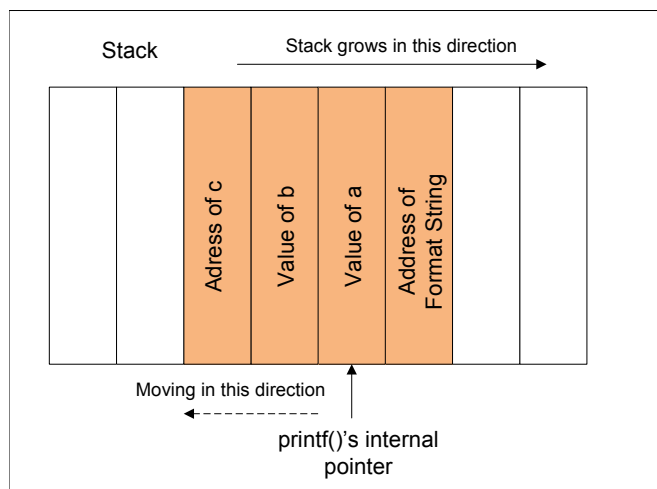 Stack
Stack grows in this direction
Adress of c
Value of b
Value of a
Address of
Format String
Moving in this direction
printf()'s internal
pointer